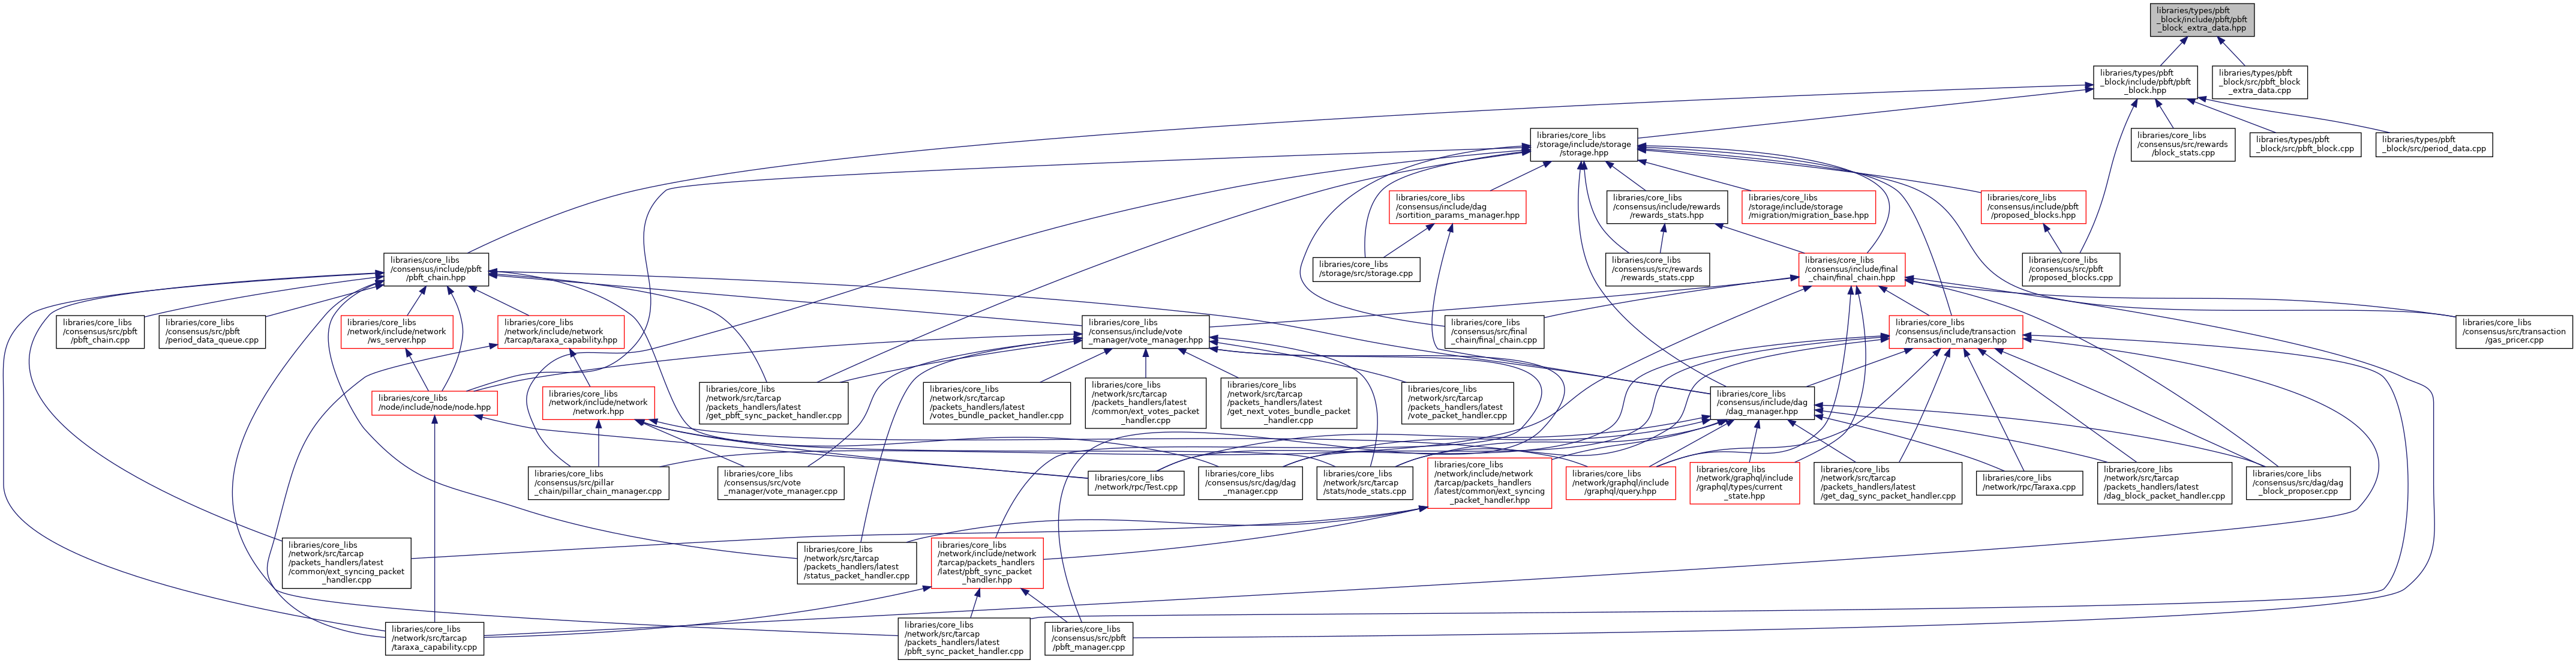 libraries/types/pbft
_block/include/pbft/pbft
_block_extra_data.hpp
libraries/types/pbft
_block/include/pbft/pbft
_block.hpp
libraries/types/pbft
_block/src/pbft_block
_extra_data.cpp
libraries/core_libs
/storage/include/storage
/storage.hpp
libraries/core_libs
/consensus/src/rewards
/block_stats.cpp
libraries/types/pbft
_block/src/pbft_block.cpp
libraries/types/pbft
_block/src/period_data.cpp
libraries/core_libs
/consensus/include/dag
/sortition_params_manager.hpp
libraries/core_libs
/consensus/include/rewards
/rewards_stats.hpp
libraries/core_libs
/storage/include/storage
/migration/migration_base.hpp
libraries/core_libs
/consensus/include/pbft
/proposed_blocks.hpp
libraries/core_libs
/consensus/include/pbft
/pbft_chain.hpp
libraries/core_libs
/storage/src/storage.cpp
libraries/core_libs
/consensus/src/rewards
/rewards_stats.cpp
libraries/core_libs
/consensus/include/final
_chain/final_chain.hpp
libraries/core_libs
/consensus/src/pbft
/proposed_blocks.cpp
libraries/core_libs
/consensus/src/pbft
/pbft_chain.cpp
libraries/core_libs
/consensus/src/pbft
/period_data_queue.cpp
libraries/core_libs
/network/include/network
/ws_server.hpp
libraries/core_libs
/network/include/network
/tarcap/taraxa_capability.hpp
libraries/core_libs
/consensus/include/vote
_manager/vote_manager.hpp
libraries/core_libs
/consensus/src/final
_chain/final_chain.cpp
libraries/core_libs
/consensus/include/transaction
/transaction_manager.hpp
libraries/core_libs
/consensus/src/transaction
/gas_pricer.cpp
libraries/core_libs
/node/include/node/node.hpp
libraries/core_libs
/network/include/network
/network.hpp
libraries/core_libs
/network/src/tarcap
/packets_handlers/latest
/get_pbft_sync_packet_handler.cpp
libraries/core_libs
/network/src/tarcap
/packets_handlers/latest
/votes_bundle_packet_handler.cpp
libraries/core_libs
/network/src/tarcap
/packets_handlers/latest
/common/ext_votes_packet
_handler.cpp
libraries/core_libs
/network/src/tarcap
/packets_handlers/latest
/get_next_votes_bundle_packet
_handler.cpp
libraries/core_libs
/network/src/tarcap
/packets_handlers/latest
/vote_packet_handler.cpp
libraries/core_libs
/consensus/include/dag
/dag_manager.hpp
libraries/core_libs
/consensus/src/pillar
_chain/pillar_chain_manager.cpp
libraries/core_libs
/consensus/src/vote
_manager/vote_manager.cpp
libraries/core_libs
/network/rpc/Test.cpp
libraries/core_libs
/consensus/src/dag/dag
_manager.cpp
libraries/core_libs
/network/src/tarcap
/stats/node_stats.cpp
libraries/core_libs
/network/include/network
/tarcap/packets_handlers
/latest/common/ext_syncing
_packet_handler.hpp
libraries/core_libs
/network/graphql/include
/graphql/query.hpp
libraries/core_libs
/network/graphql/include
/graphql/types/current
_state.hpp
libraries/core_libs
/network/src/tarcap
/packets_handlers/latest
/get_dag_sync_packet_handler.cpp
libraries/core_libs
/network/rpc/Taraxa.cpp
libraries/core_libs
/network/src/tarcap
/packets_handlers/latest
/dag_block_packet_handler.cpp
libraries/core_libs
/consensus/src/dag/dag
_block_proposer.cpp
libraries/core_libs
/network/src/tarcap
/packets_handlers/latest
/common/ext_syncing_packet
_handler.cpp
libraries/core_libs
/network/src/tarcap
/packets_handlers/latest
/status_packet_handler.cpp
libraries/core_libs
/network/include/network
/tarcap/packets_handlers
/latest/pbft_sync_packet
_handler.hpp
libraries/core_libs
/network/src/tarcap
/taraxa_capability.cpp
libraries/core_libs
/network/src/tarcap
/packets_handlers/latest
/pbft_sync_packet_handler.cpp
libraries/core_libs
/consensus/src/pbft
/pbft_manager.cpp